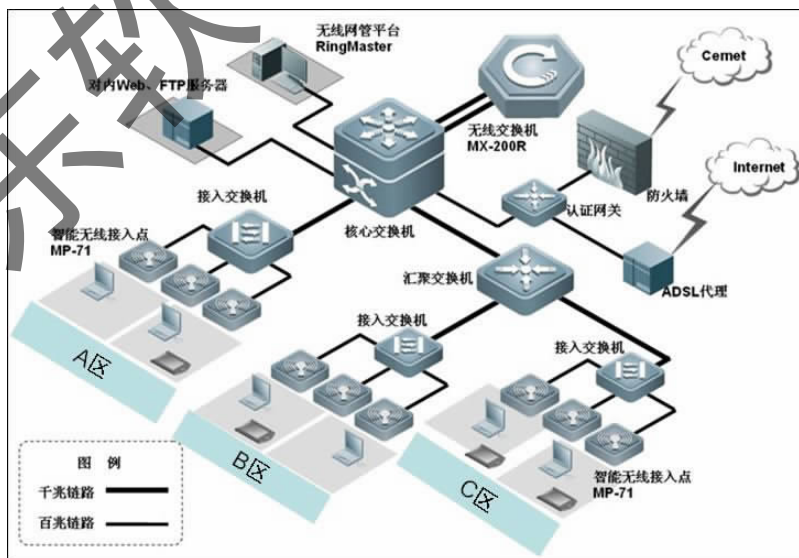 无线网管平台
RingMaster
对内Web、FTP服务器
无线交换机
MX-200R
Cernet
Internet
防火墙
认证网关
ADSL代理
接入交换机
核心交换机
智能无线接入点
MP-71
汇聚交换机
接入交换机
接入交换机
A区
B区
C区
智能无线接入点
MP-71
图 例
千兆链路
百兆链路